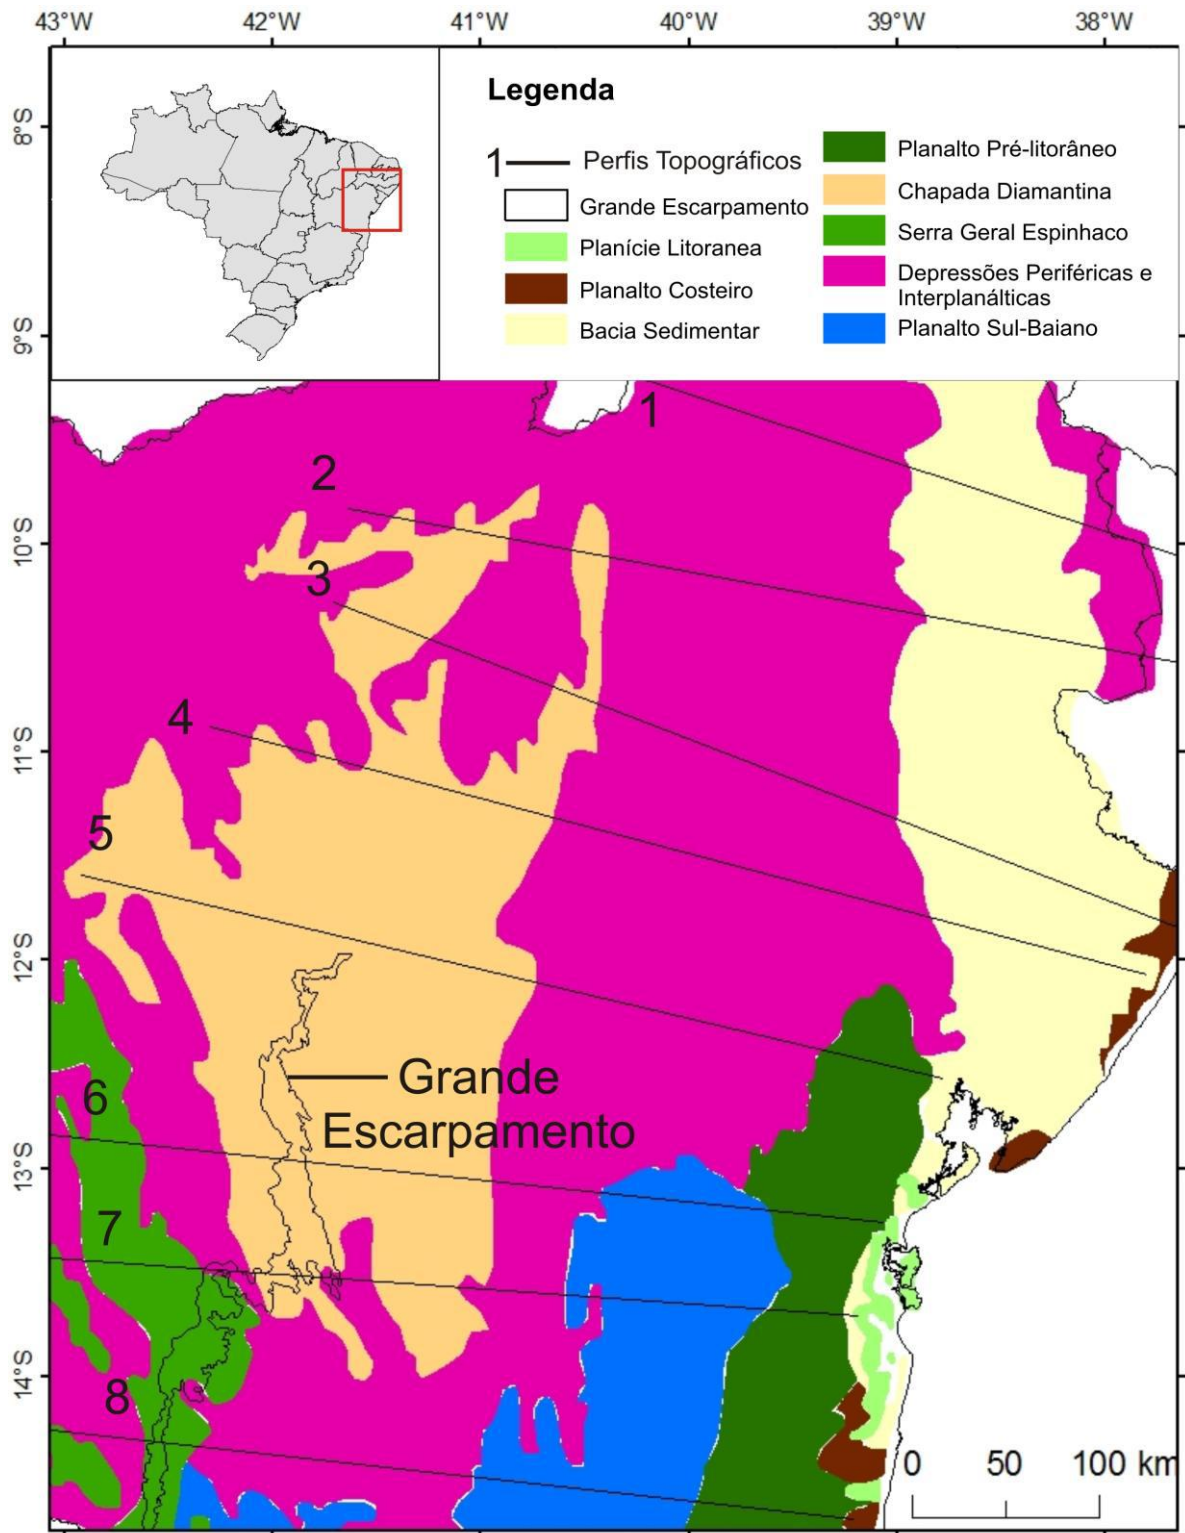 43°W 42°W 41°W 40°W 39°W 38°W
8°S
9°S
10°S
11°S
12°S
13°S
14°S
Legenda
1 Perfis Topográficos
Grande Escarpamento
Planície Litoranea
Planalto Costeiro
Bacia Sedimentar
Planalto Pré-litorâneo
Chapada Diamantina
Serra Geral Espinhaco
Depressões Periféricas e
Interplanálticas
Planalto Sul-Baiano
1
2
3
4
5
Grande
Escarpamento
6
7
8
0 50 100 km